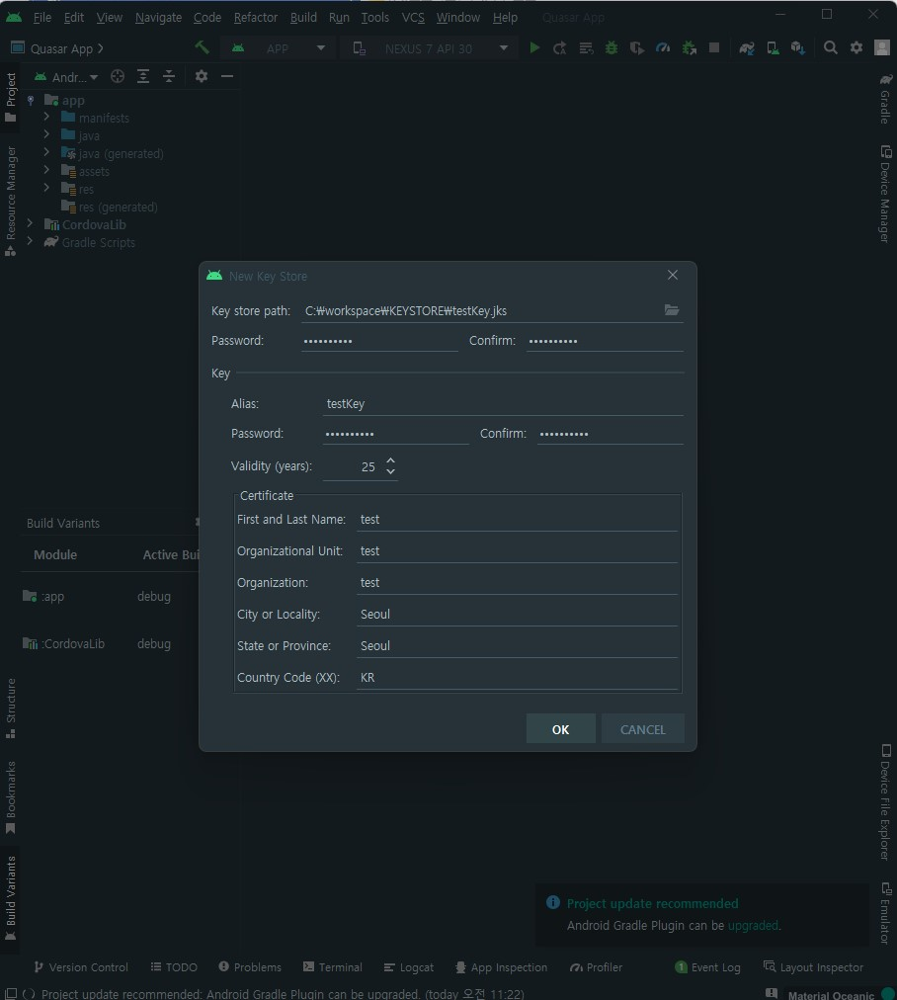 File Edit View Navigate Code Refactor Build Run Tools VCS Window Help Quasar App
Quasar App
APP
NEXUS 7 API 30
Project
Andr...
app
manifests
java
java (generated)
assets
res
res (generated)
CordovaLib
Gradle Scripts
Resource Manager
Gradle
Device Manager
New Key Store
Key store path: C:₩workspace₩KEYSTORE₩testKey.jks
Password: •••••••••• Confirm: ••••••••••
Key
Alias: testKey
Password: •••••••••• Confirm: ••••••••••
Validity (years): 25
Certificate
First and Last Name: test
Organizational Unit: test
Organization: test
City or Locality: Seoul
State or Province: Seoul
Country Code (XX): KR
OK CANCEL
Build Variants
Module Active Bui
:app debug
:CordovaLib debug
Structure
Bookmarks
Build Variants
Device File Explorer
Emulator
Project update recommended
Android Gradle Plugin can be upgraded.
Version Control TODO Problems Terminal Logcat App Inspection Profiler 1 Event Log Layout Inspector
Project update recommended: Android Gradle Plugin can be upgraded. (today 오전 11:22) Material Oceanic